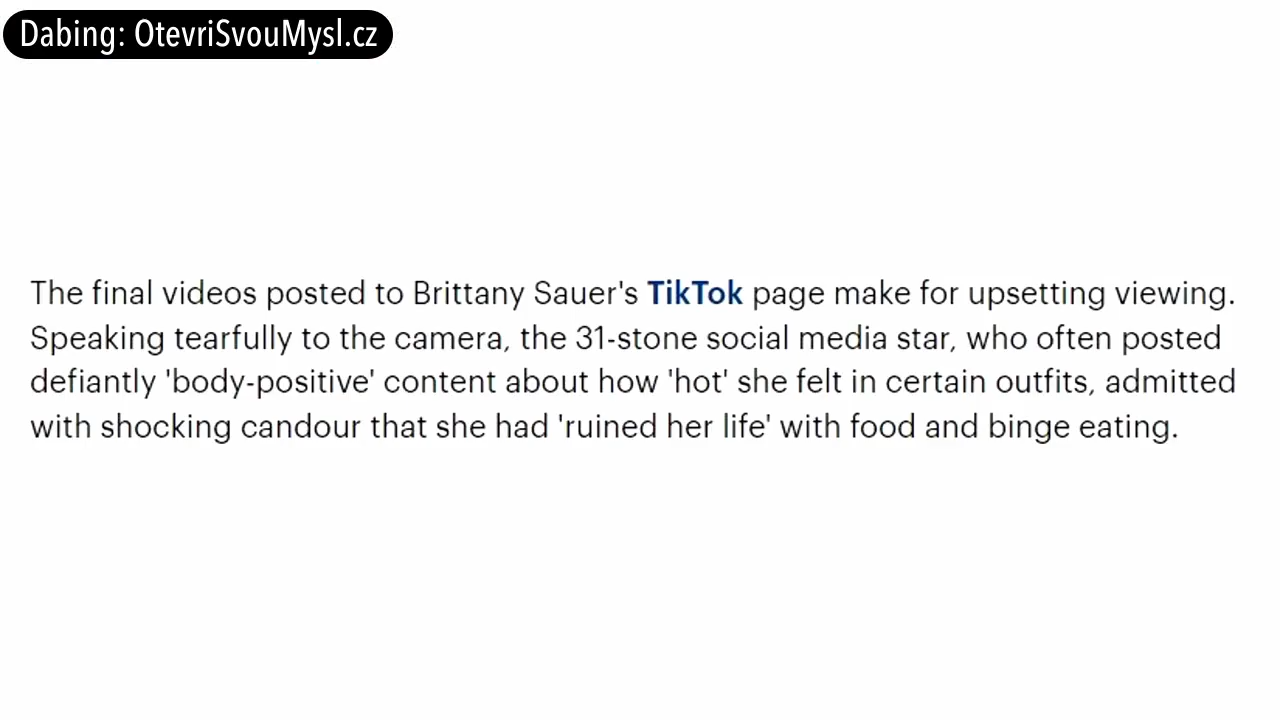 Dabing: OtevriSvouMysl.cz
The final videos posted to Brittany Sauer's TikTok page make for upsetting viewing.
Speaking tearfully to the camera, the 31-stone social media star, who often posted
defiantly 'body-positive' content about how 'hot' she felt in certain outfits, admitted
with shocking candour that she had 'ruined her life' with food and binge eating.